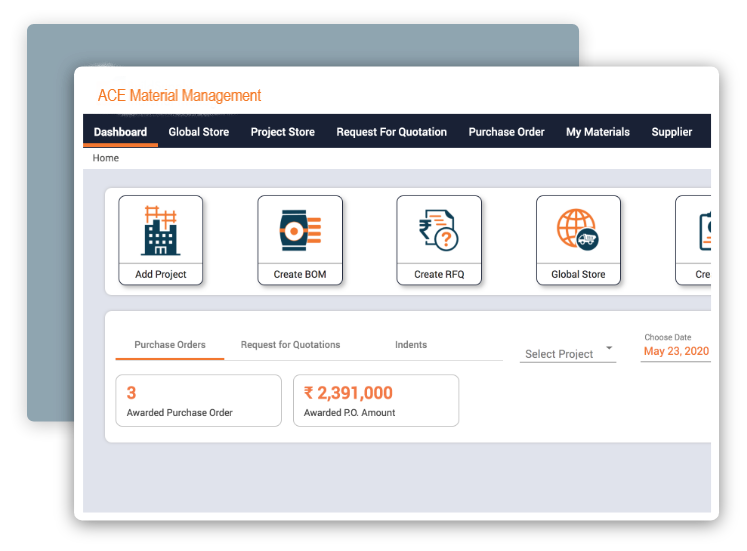 ACE Material Management
Dashboard Global Store Project Store Request For Quotation Purchase Order My Materials Supplier
Home
Add Project Create BOM Create RFQ Global Store Cre
Purchase Orders Request for Quotations Indents
Select Project
Choose Date
May 23, 2020
3
Awarded Purchase Order
₹ 2,391,000
Awarded P.O. Amount